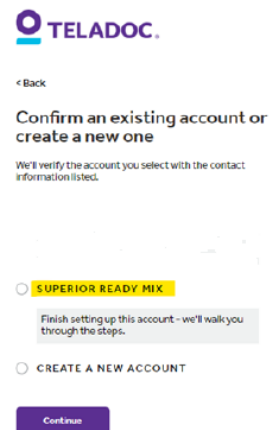 TELADOC.
< Back
Confirm an existing account or
create a new one
We'll verify the account you select with the contact
information listed.
SUPERIOR READY MIX
Finish setting up this account - we'll walk you
through the steps.
CREATE A NEW ACCOUNT
Continue